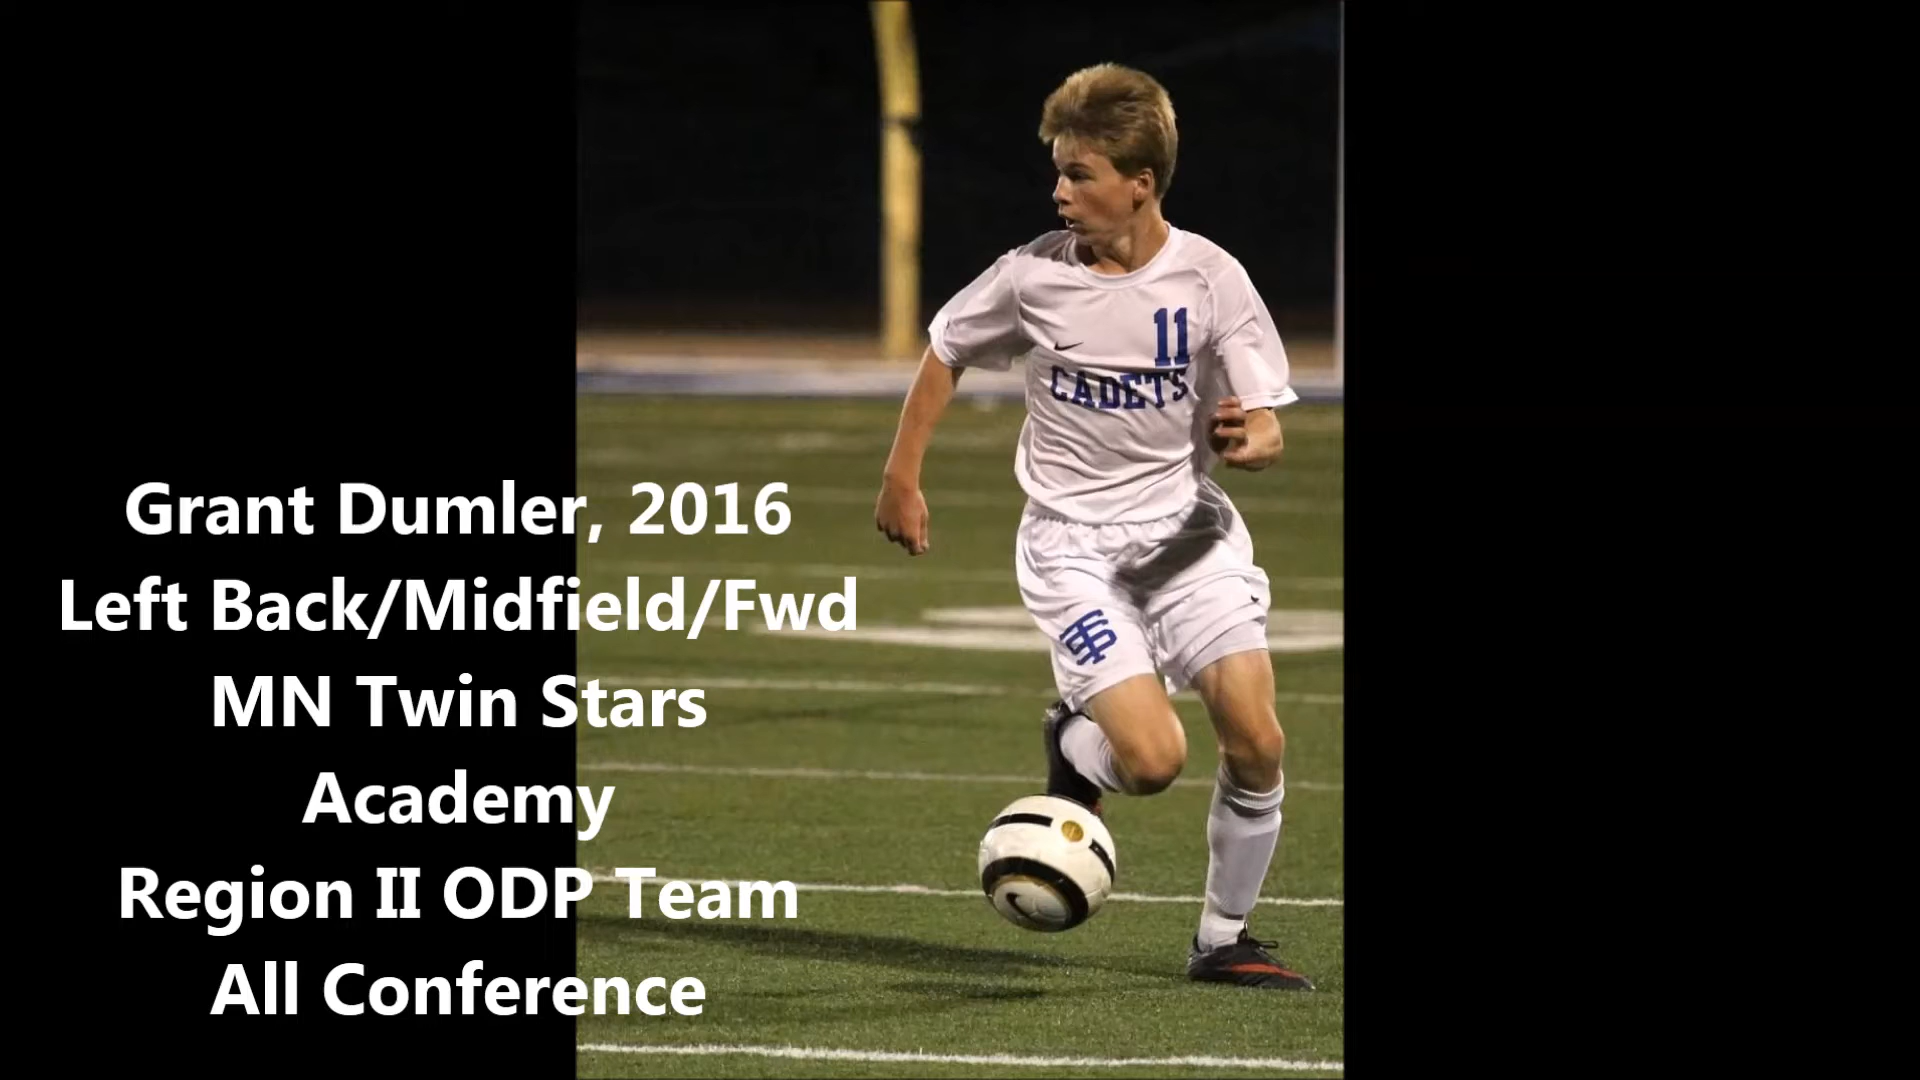 11
CADETS
Grant Dumler, 2016
Left Back/Midfield/Fwd
MN Twin Stars
Academy
Region II ODP Team
All Conference